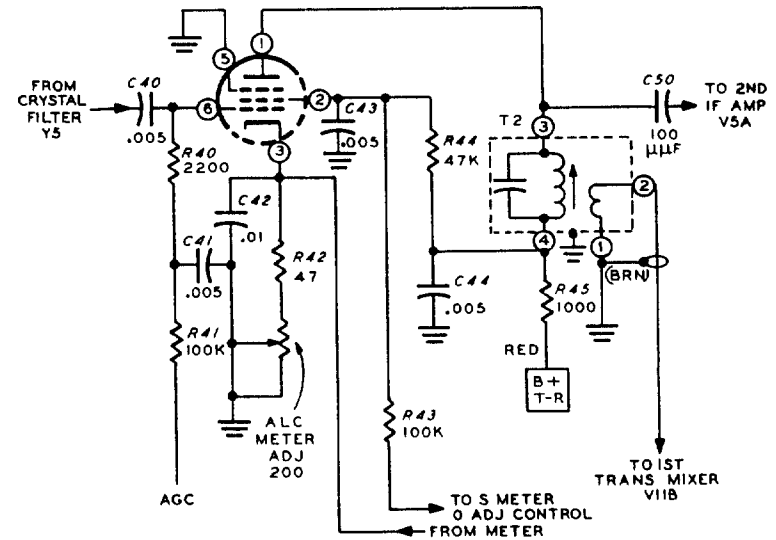 1
5
C40
2
C43
C50
FROM
CRYSTAL
FILTER
Y5
TO 2ND
IF AMP
V5A
6
T2
3
.005
.005
R44
47K
100
μμF
R40
2200
3
C42
2
C41
.01
R42
47
4
1
.005
C44
.005
R45
1000
(BRN)
R41
100K
RED
B+
T-R
ALC
METER
ADJ
200
R43
100K
AGC
TO 1ST
TRANS MIXER
V11B
TO S METER
0 ADJ CONTROL
FROM METER